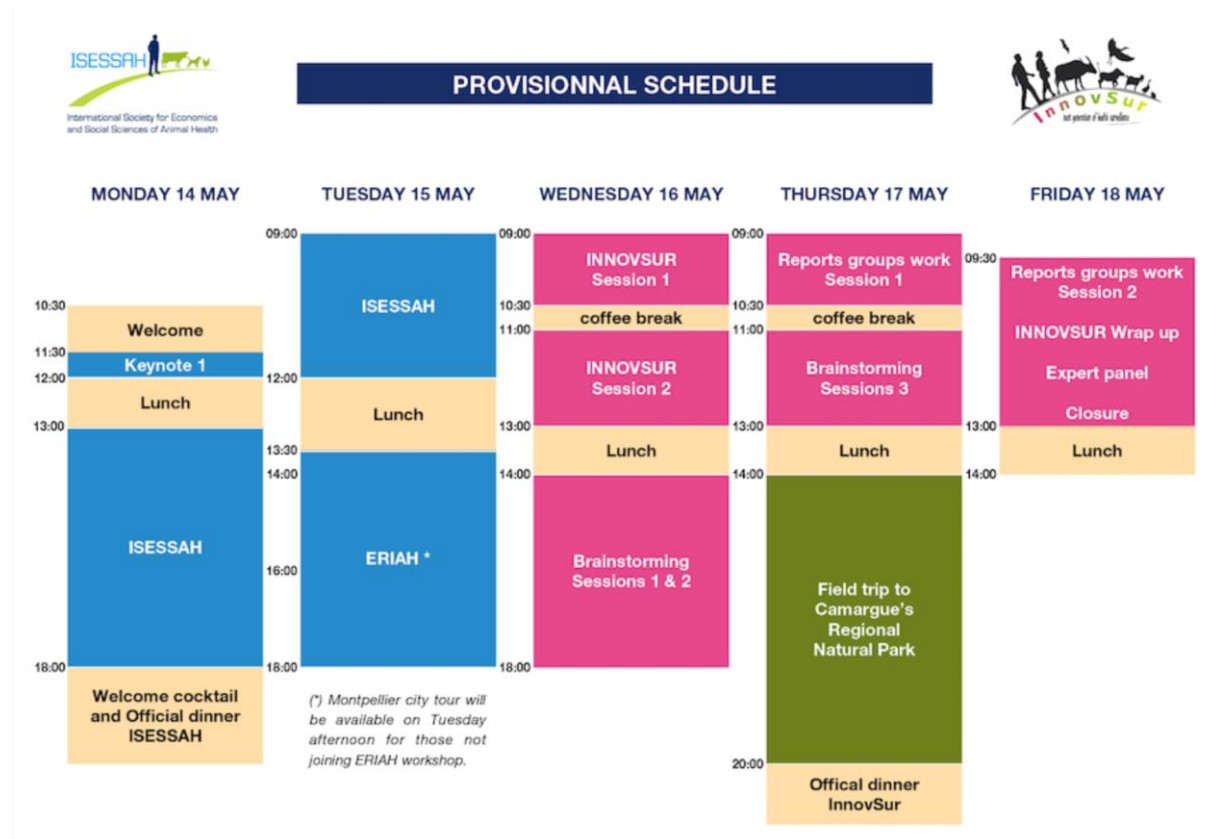 ISESSAH
International Society for Economics
and Social Sciences of Animal Health
PROVISIONNAL SCHEDULE
InnovSur
MONDAY 14 MAY
10:30
Welcome
11:30
Keynote 1
12:00
Lunch
13:00
ISESSAH
18:00
Welcome cocktail
and Official dinner
ISESSAH
TUESDAY 15 MAY
09:00
ISESSAH
12:00
Lunch
13:30
14:00
ERIAH *
16:00
18:00
(*) Montpellier city tour will
be available on Tuesday
afternoon for those not
joining ERIAH workshop.
WEDNESDAY 16 MAY
09:00
INNOVSUR
Session 1
10:30
coffee break
11:00
INNOVSUR
Session 2
13:00
Lunch
14:00
Brainstorming
Sessions 1 & 2
18:00
THURSDAY 17 MAY
09:00
Reports groups work
Session 1
10:30
coffee break
11:00
Brainstorming
Sessions 3
13:00
Lunch
14:00
Field trip to
Camargue's
Regional
Natural Park
20:00
Offical dinner
InnovSur
FRIDAY 18 MAY
09:30
Reports groups work
Session 2
INNOVSUR Wrap up
Expert panel
Closure
13:00
Lunch
14:00